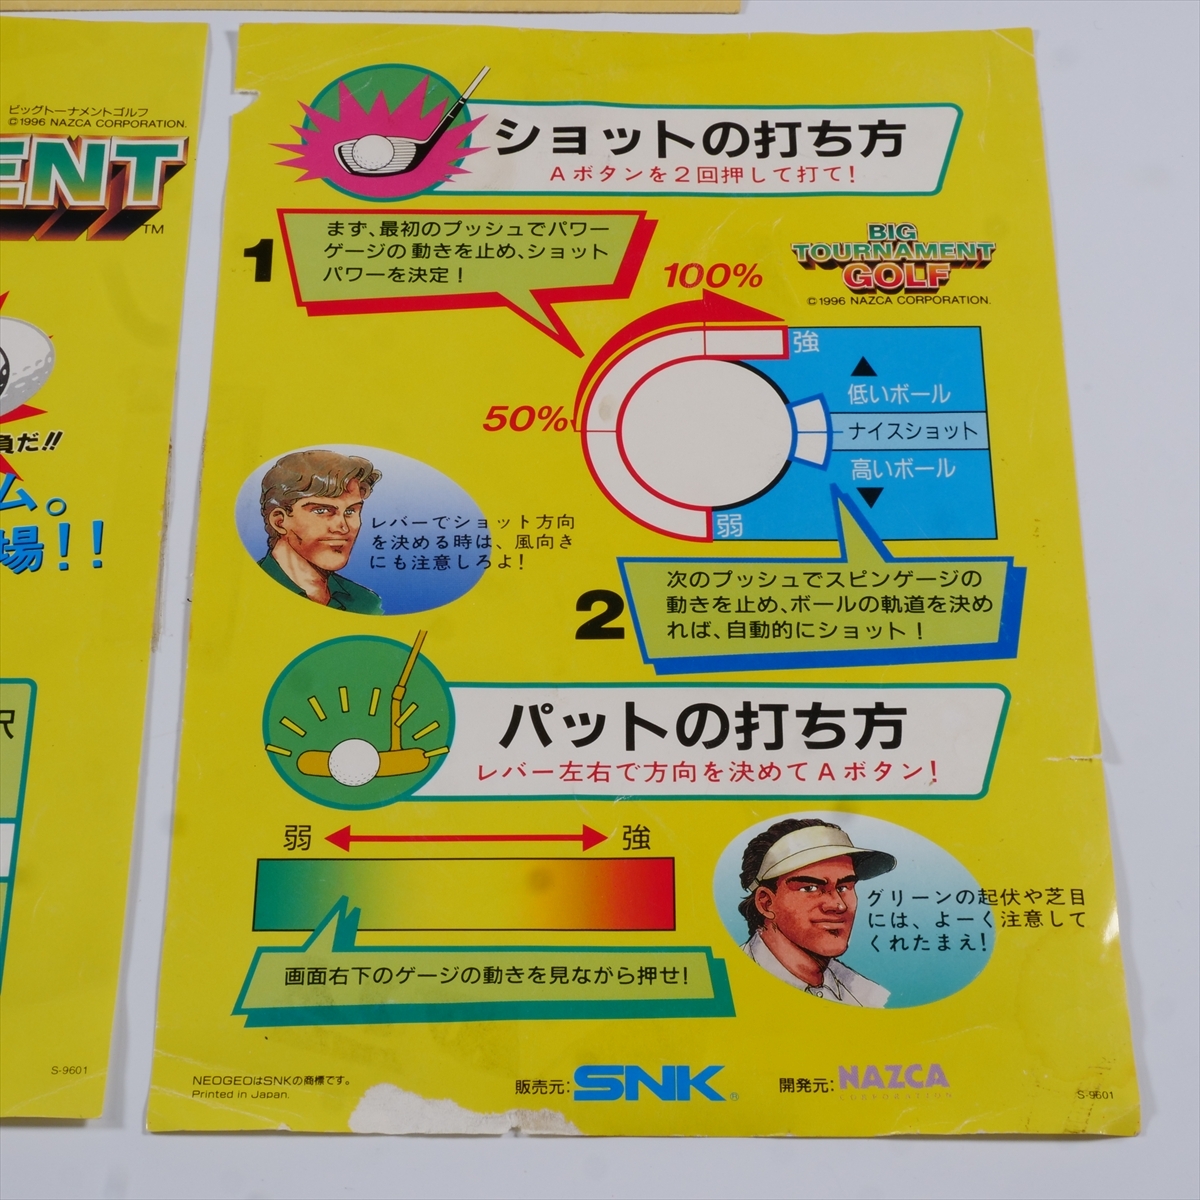 ビッグトーナメントゴルフ
©1996 NAZCA CORPORATION.
ENT
TM
負だ!!
ム。
場!!
沢
S-9601
ショットの打ち方
Aボタンを2回押して打て!
1
まず、最初のプッシュでパワー
ゲージの動きを止め、ショット
パワーを決定!
BIG
TOURNAMENT
GOLF
©1996 NAZCA CORPORATION.
100%
50%
強
低いボール
ナイスショット
高いボール
弱
レバーでショット方向
を決める時は、風向き
にも注意しろよ!
2
次のプッシュでスピンゲージの
動きを止め、ボールの軌道を決め
れば、自動的にショット!
パットの打ち方
レバー左右で方向を決めてAボタン!
弱
強
グリーンの起伏や芝目
には、よーく注意して
くれたまえ!
画面右下のゲージの動きを見ながら押せ!
NEOGEOはSNKの商標です。
Printed in Japan.
販売元:SNK®
開発元:NAZCA
CORPORATION
S-9601